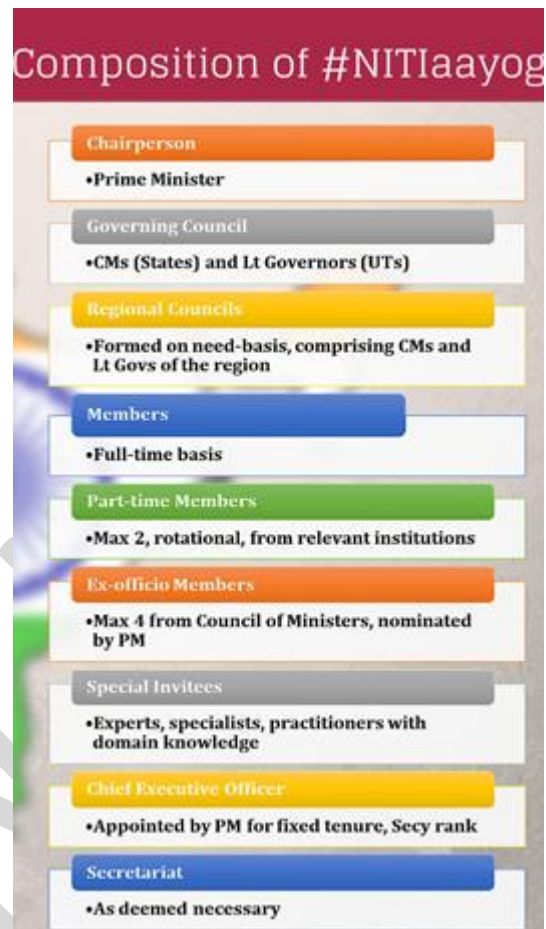 Composition of #NITIaayog
Chairperson
•Prime Minister
Governing Council
•CMs (States) and Lt Governors (UTs)
Regional Councils
•Formed on need-basis, comprising CMs and
Lt Govs of the region
Members
•Full-time basis
Part-time Members
•Max 2, rotational, from relevant institutions
Ex-officio Members
•Max 4 from Council of Ministers, nominated
by PM
Special Invitees
•Experts, specialists, practitioners with
domain knowledge
Chief Executive Officer
•Appointed by PM for fixed tenure, Secy rank
Secretariat
•As deemed necessary